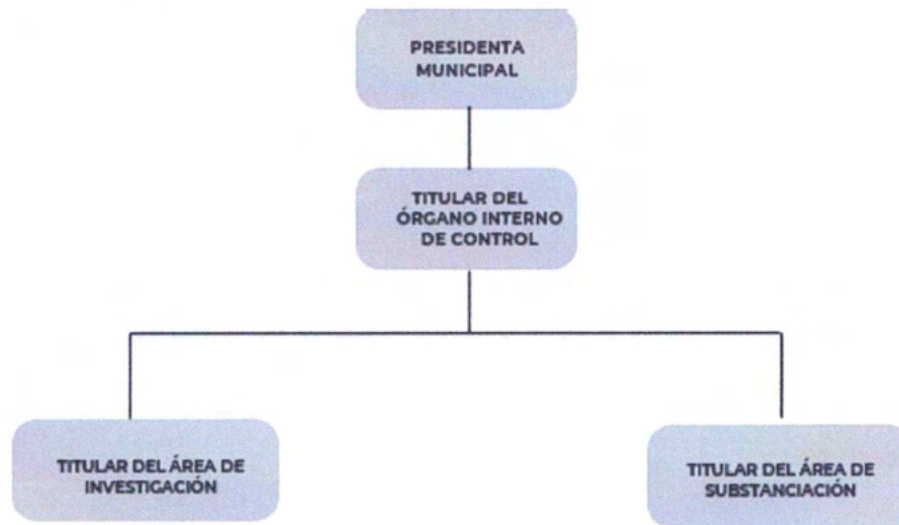 PRESIDENTA
MUNICIPAL
TITULAR DEL
ÓRGANO INTERNO
DE CONTROL
TITULAR DEL ÁREA DE
INVESTIGACIÓN
TITULAR DEL ÁREA DE
SUBSTANCIACIÓN